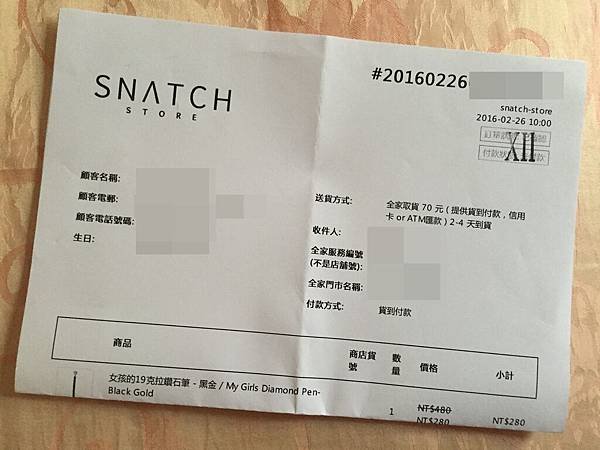 SNATCH
STORE
#20160226
snatch-store
2016-02-26 10:00
XII
顧客名稱:
顧客電郵:
顧客電話號碼:
生日:
送貨方式: 全家取貨 70 元 ( 提供貨到付款，信用
卡 or ATM匯款 ) 2-4 天到貨
收件人:
全家服務編號
(不是店舖號):
全家門市名稱:
付款方式: 貨到付款
商品 商店貨號 數量 價格 小計
女孩的19克拉鑽石筆 - 黑金 / My Girls Diamond Pen-
Black Gold
1 NT$480
NT$280 NT$280